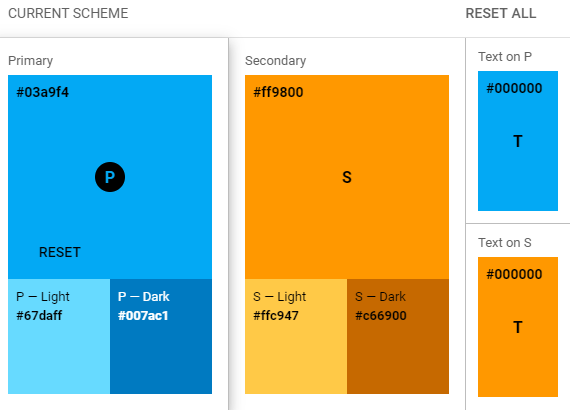 CURRENT SCHEME
RESET ALL
Primary
#03a9f4
P
RESET
P — Light
#67daff
P — Dark
#007ac1
Secondary
#ff9800
S
S — Light
#ffc947
S — Dark
#c66900
Text on P
#000000
T
Text on S
#000000
T